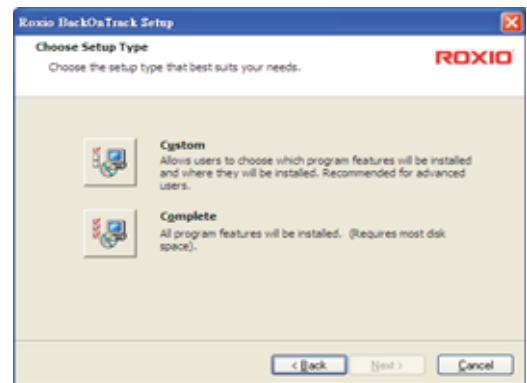 Roxio BackOnTrack Setup
Choose Setup Type
Choose the setup type that best suits your needs.
ROXIO
Custom
Allows users to choose which program features will be installed
and where they will be installed. Recommended for advanced
users.
Complete
All program features will be installed. (Requires most disk
space).
< Back
Next >
Cancel